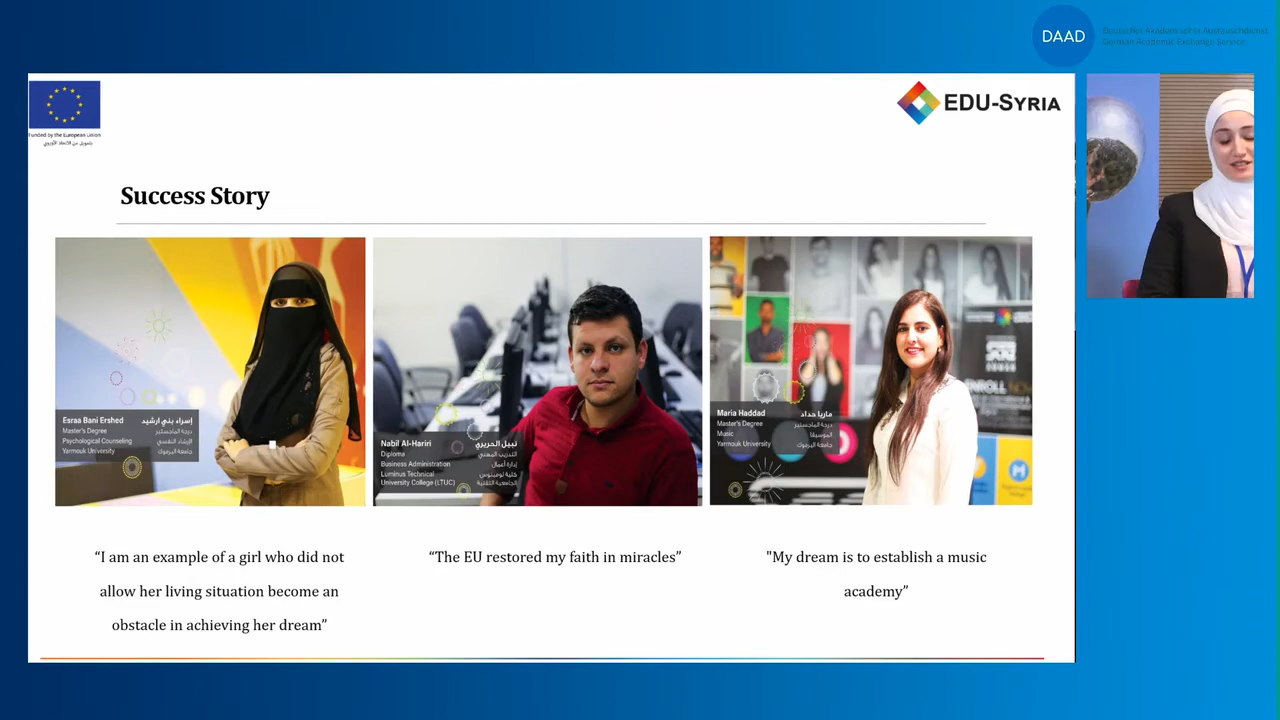 DAAD
Deutscher Akademischer Austauschdienst
German Academic Exchange Service
Funded by the European Union
بتمويل من الاتحاد الأوروبي
EDU-SYRIA
Success Story
Esraa Bani Ershed
Master's Degree
Psychological Counseling
Yarmouk University
إسراء بني ارشيد
درجة الماجستير
الإرشاد النفسي
جامعة اليرموك
Nabil Al-Hariri
Diploma
Business Administration
Luminus Technical
University College (LTUC)
نبيل الحريري
التدريب المهني
إدارة أعمال
كلية لومينوس
الجامعية التقنية
Maria Haddad
Master's Degree
Music
Yarmouk University
ماريا حداد
درجة الماجستير
الموسيقا
جامعة اليرموك
ENROLL NOW
“I am an example of a girl who did not
allow her living situation become an
obstacle in achieving her dream”
“The EU restored my faith in miracles”
"My dream is to establish a music
academy”